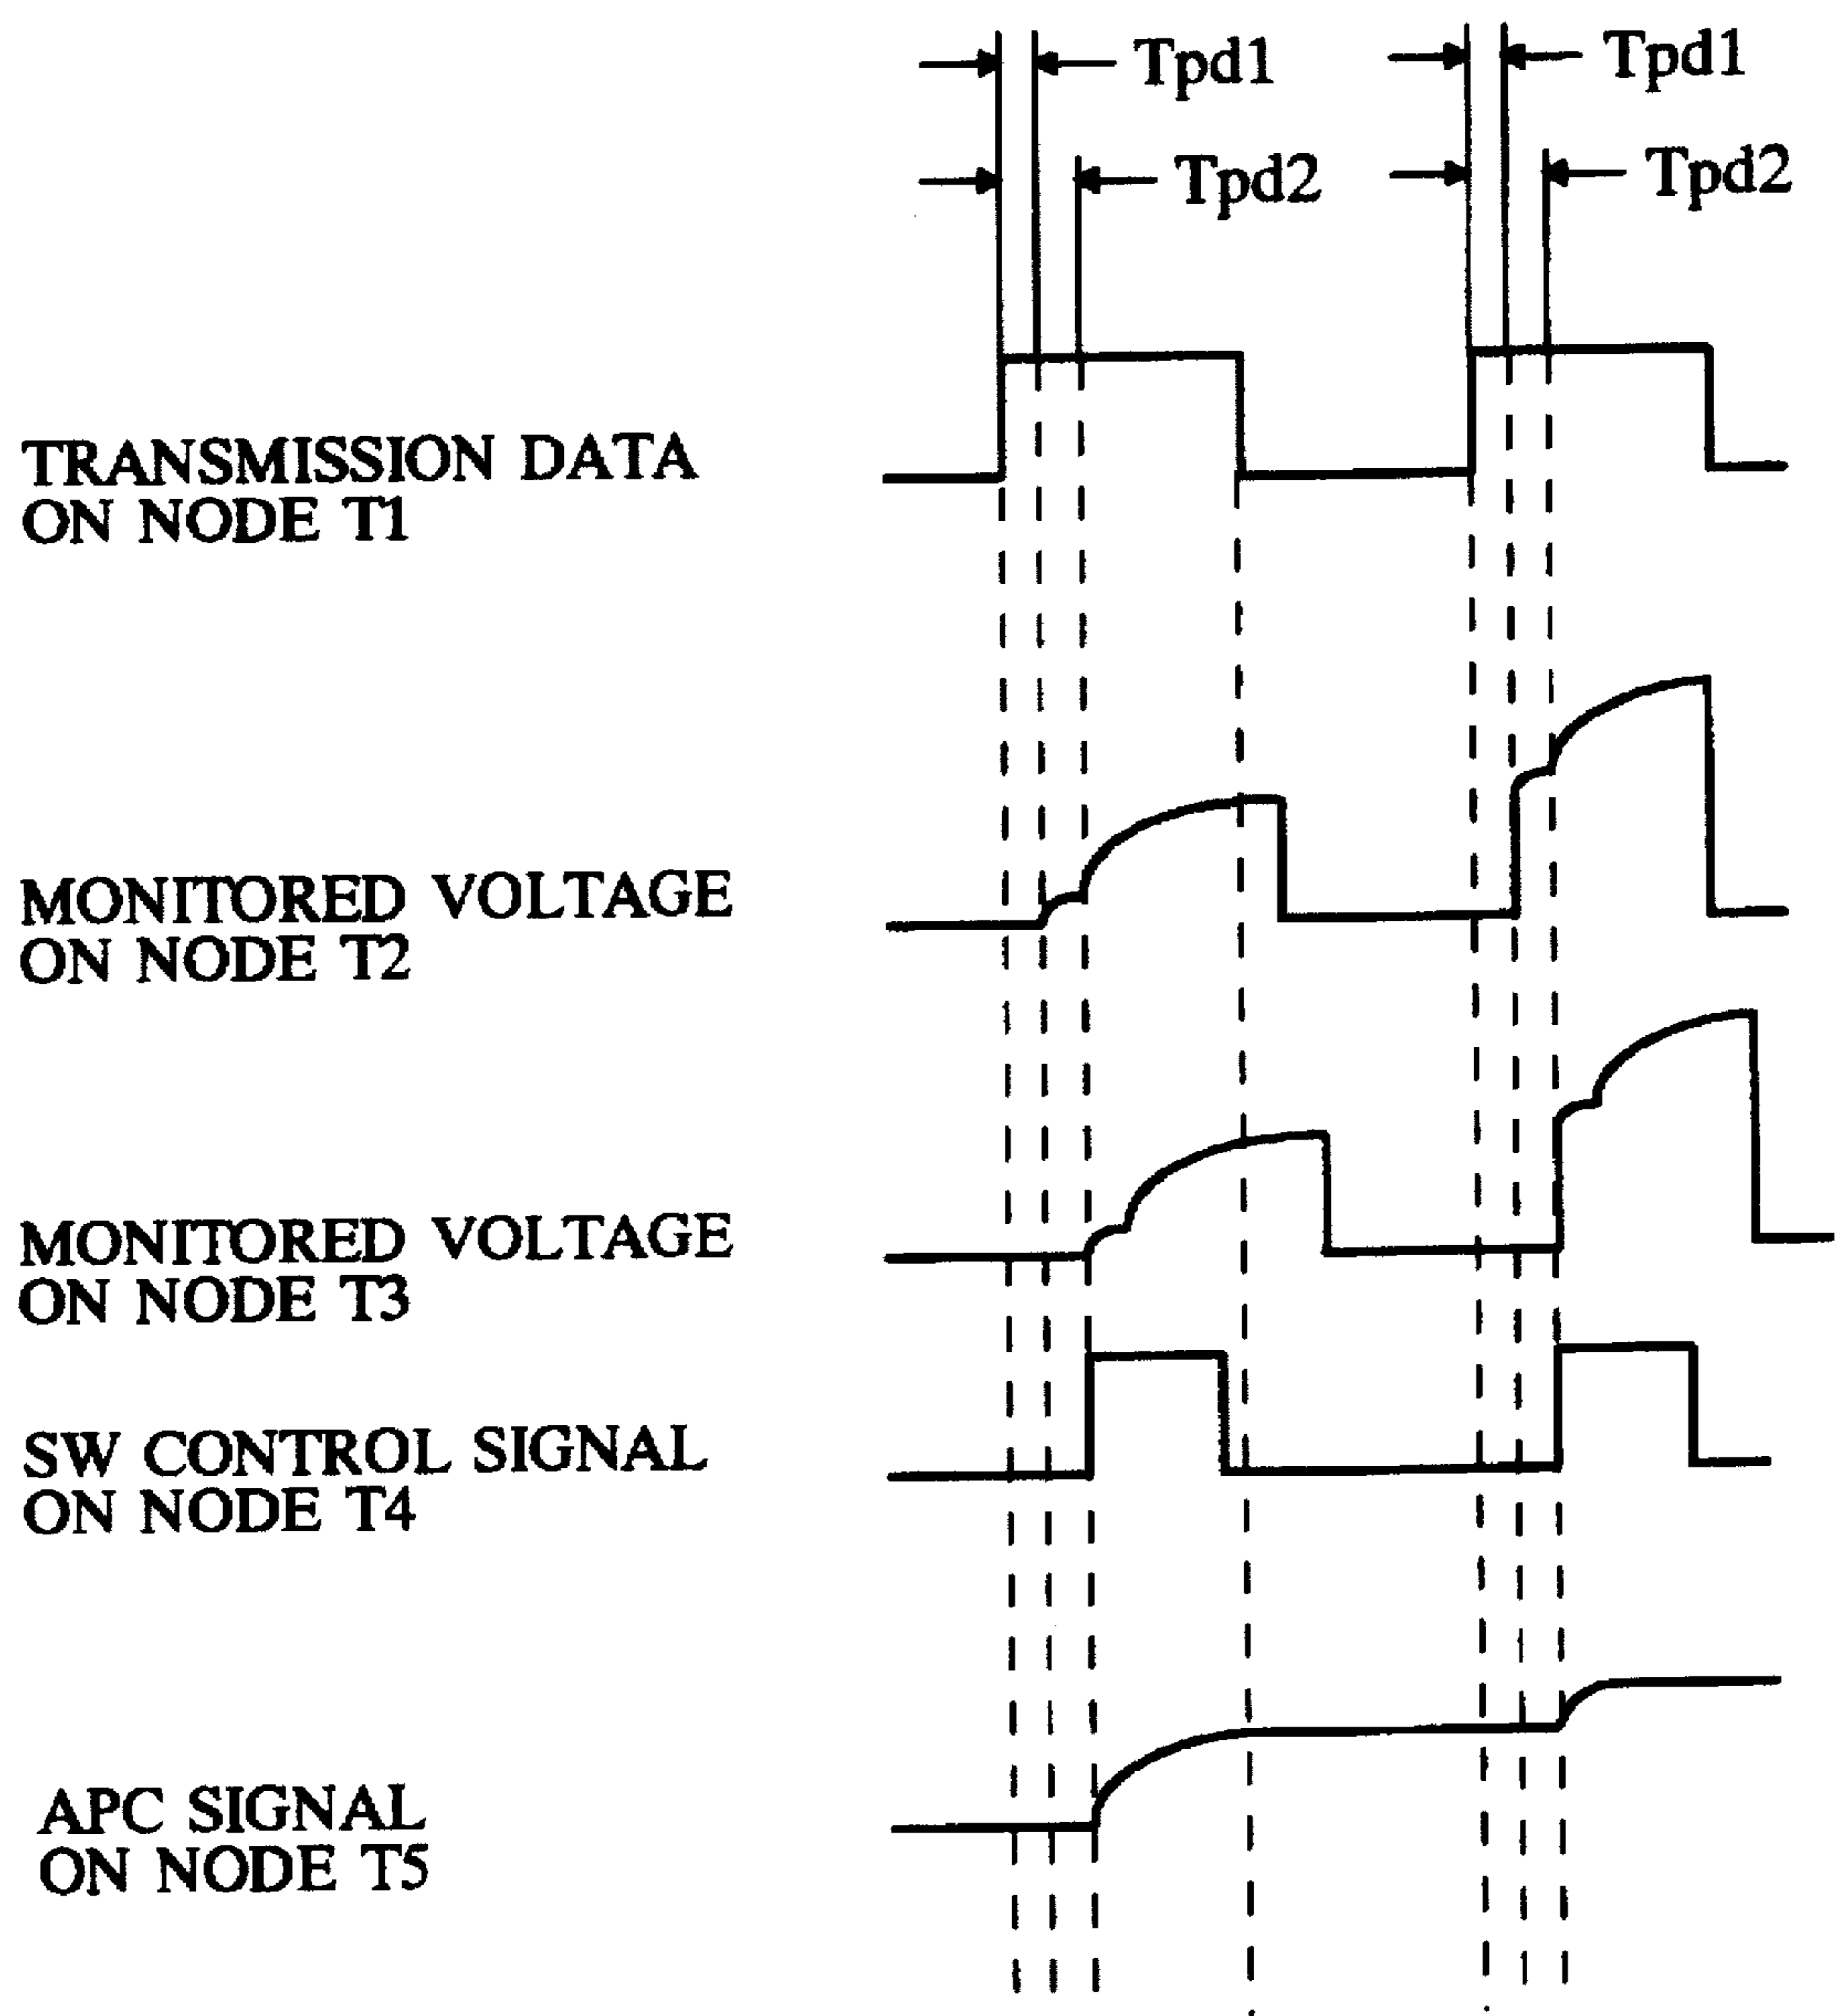 Tpd1
Tpd1
Tpd2
Tpd2
TRANSMISSION DATA
ON NODE T1
MONITORED VOLTAGE
ON NODE T2
MONITORED VOLTAGE
ON NODE T3
SW CONTROL SIGNAL
ON NODE T4
APC SIGNAL
ON NODE T5